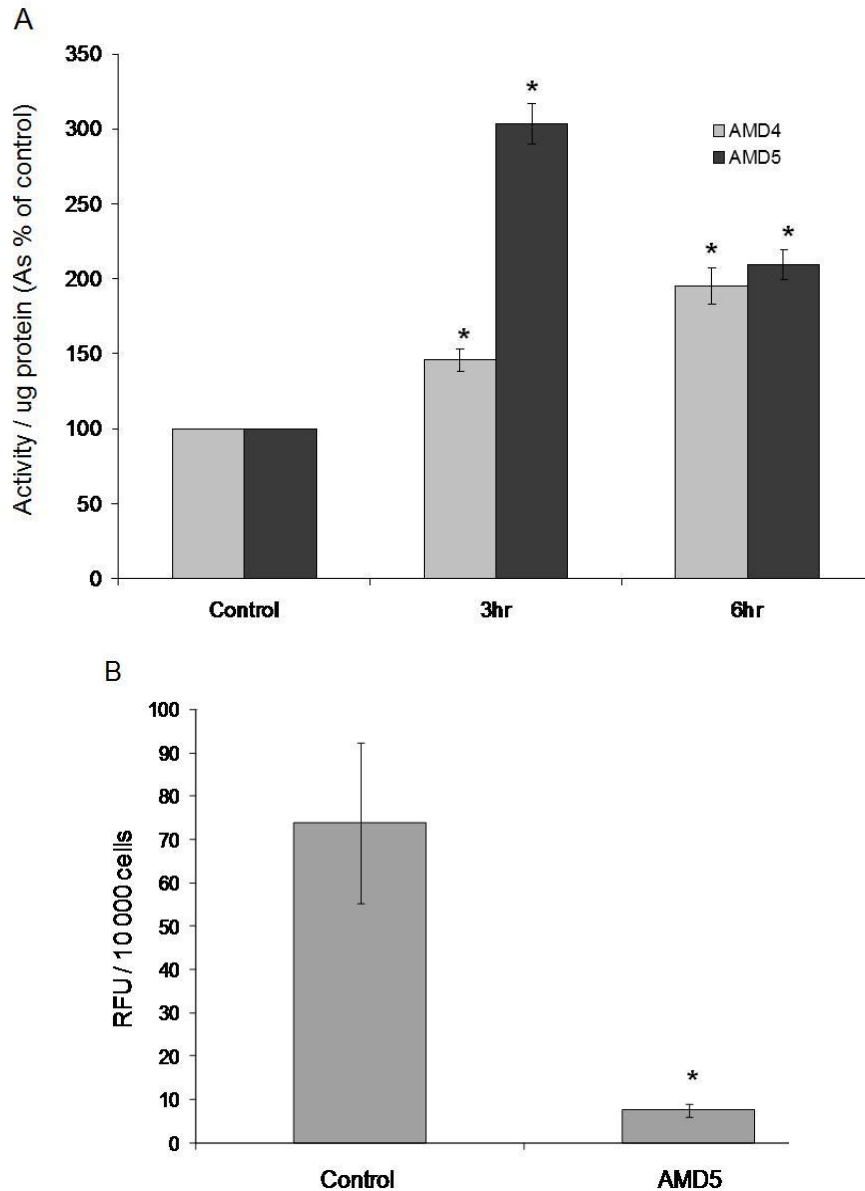 A
Activity / ug protein (As % of control)
350
300
250
200
150
100
50
0
*
*
*
*
AMD4
AMD5
Control
3hr
6hr
B
RFU / 10 000 cells
100
90
80
70
60
50
40
30
20
10
0
*
Control
AMD5